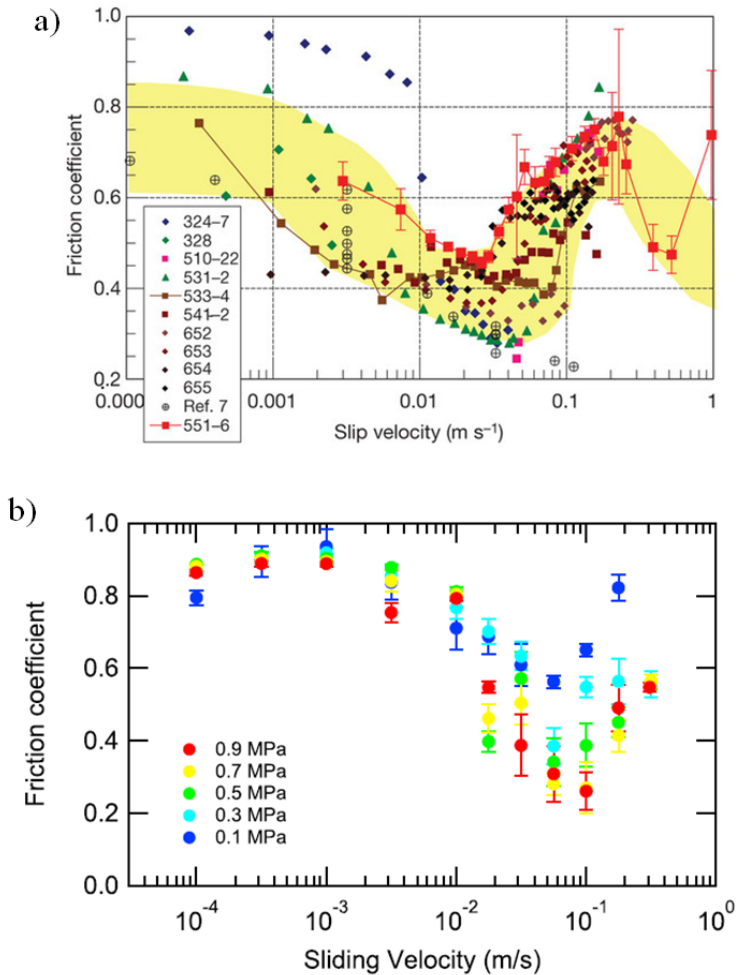 a)
1.0
0.8
0.6
0.4
0.2
Friction coefficient
324–7
328
510–22
531–2
533–4
541–2
652
653
654
655
Ref. 7
551–6
0.001
0.01
0.1
1
Slip velocity (m s⁻¹)
b)
1.0
0.8
0.6
0.4
0.2
0.0
Friction coefficient
0.9 MPa
0.7 MPa
0.5 MPa
0.3 MPa
0.1 MPa
10⁻⁴
10⁻³
10⁻²
10⁻¹
10⁰
Sliding Velocity (m/s)